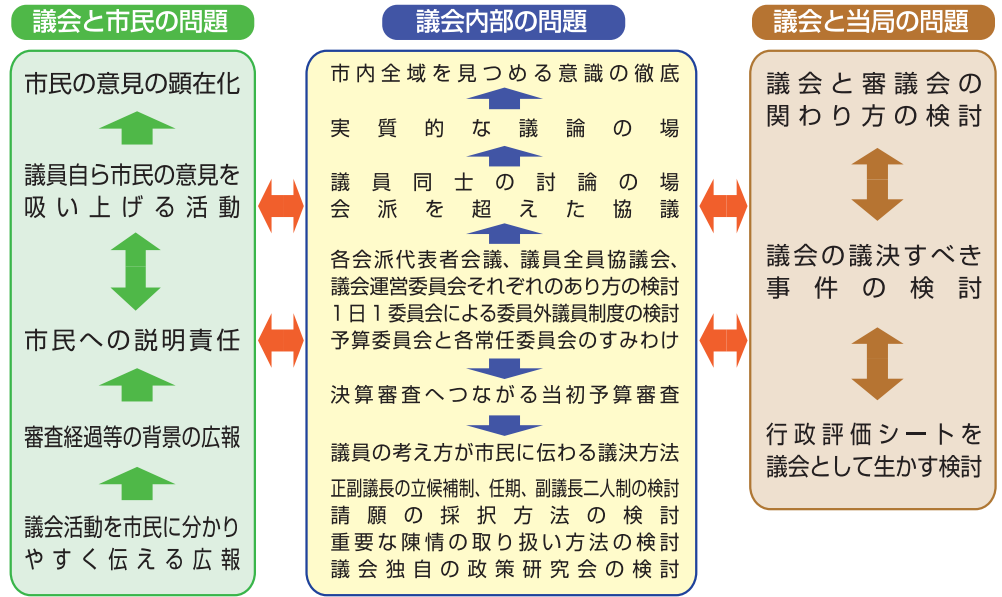 議会と市民の問題
市民の意見の顕在化
議員自ら市民の意見を
吸い上げる活動
市民への説明責任
審査経過等の背景の広報
議会活動を市民に分かり
やすく伝える広報
議会内部の問題
市内全域を見つめる意識の徹底
実質的な議論の場
議員同士の討論の場
会派を超えた協議
各会派代表者会議、議員全員協議会、
議会運営委員会それぞれのあり方の検討
1日1委員会による委員外議員制度の検討
予算委員会と各常任委員会のすみわけ
決算審査へつながる当初予算審査
議員の考え方が市民に伝わる議決方法
正副議長の立候補制、任期、副議長二人制の検討
請願の採択方法の検討
重要な陳情の取り扱い方法の検討
議会独自の政策研究会の検討
議会と当局の問題
議会と審議会の
関わり方の検討
議会の議決すべき
事件の検討
行政評価シートを
議会として生かす検討